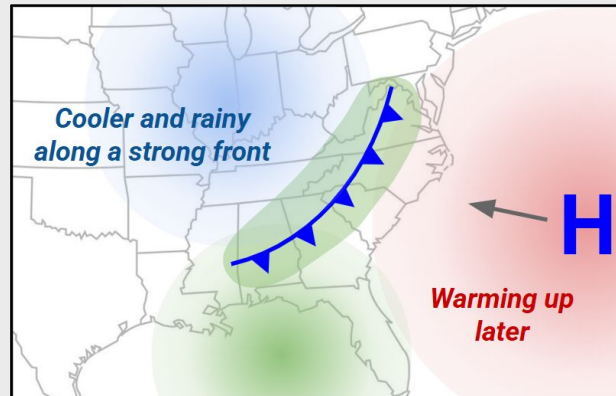 Cooler and rainy
along a strong front
H
Warming up
later